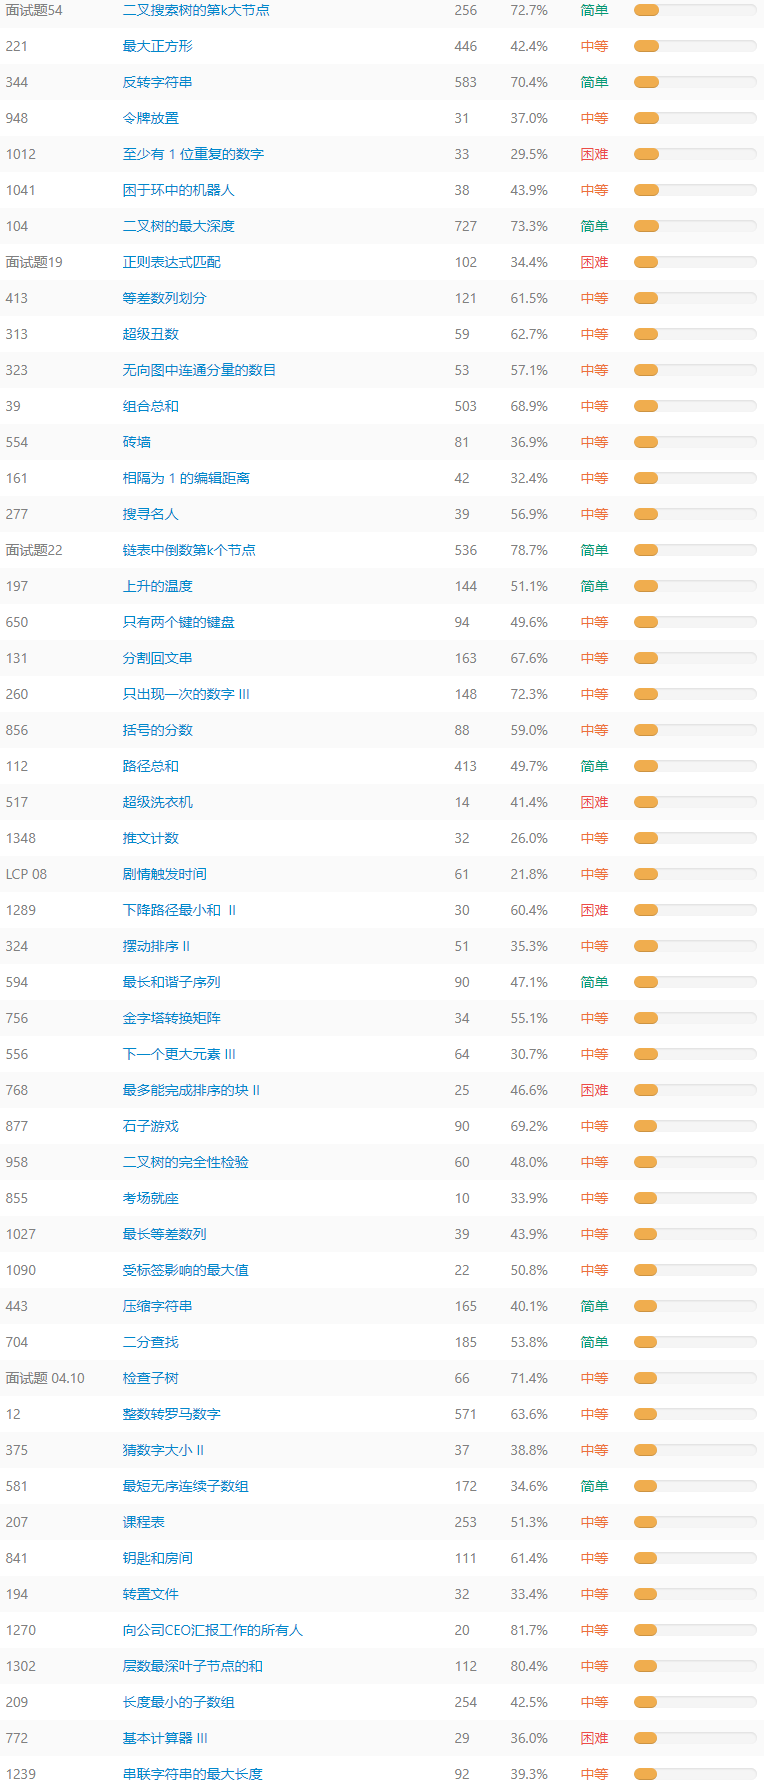 面试题54 二叉搜索树的第k大节点 256 72.7% 简单
221 最大正方形 446 42.4% 中等
344 反转字符串 583 70.4% 简单
948 令牌放置 31 37.0% 中等
1012 至少有 1 位重复的数字 33 29.5% 困难
1041 困于环中的机器人 38 43.9% 中等
104 二叉树的最大深度 727 73.3% 简单
面试题19 正则表达式匹配 102 34.4% 困难
413 等差数列划分 121 61.5% 中等
313 超级丑数 59 62.7% 中等
323 无向图中连通分量的数目 53 57.1% 中等
39 组合总和 503 68.9% 中等
554 砖墙 81 36.9% 中等
161 相隔为 1 的编辑距离 42 32.4% 中等
277 搜寻名人 39 56.9% 中等
面试题22 链表中倒数第k个节点 536 78.7% 简单
197 上升的温度 144 51.1% 简单
650 只有两个键的键盘 94 49.6% 中等
131 分割回文串 163 67.6% 中等
260 只出现一次的数字 III 148 72.3% 中等
856 括号的分数 88 59.0% 中等
112 路径总和 413 49.7% 简单
517 超级洗衣机 14 41.4% 困难
1348 推文计数 32 26.0% 中等
LCP 08 剧情触发时间 61 21.8% 中等
1289 下降路径最小和 II 30 60.4% 困难
324 摆动排序 II 51 35.3% 中等
594 最长和谐子序列 90 47.1% 简单
756 金字塔转换矩阵 34 55.1% 中等
556 下一个更大元素 III 64 30.7% 中等
768 最多能完成排序的块 II 25 46.6% 困难
877 石子游戏 90 69.2% 中等
958 二叉树的完全性检验 60 48.0% 中等
855 考场就座 10 33.9% 中等
1027 最长等差数列 39 43.9% 中等
1090 受标签影响的最大值 22 50.8% 中等
443 压缩字符串 165 40.1% 简单
704 二分查找 185 53.8% 简单
面试题 04.10 检查子树 66 71.4% 中等
12 整数转罗马数字 571 63.6% 中等
375 猜数字大小 II 37 38.8% 中等
581 最短无序连续子数组 172 34.6% 简单
207 课程表 253 51.3% 中等
841 钥匙和房间 111 61.4% 中等
194 转置文件 32 33.4% 中等
1270 向公司CEO汇报工作的所有人 20 81.7% 中等
1302 层数最深叶子节点的和 112 80.4% 中等
209 长度最小的子数组 254 42.5% 中等
772 基本计算器 III 29 36.0% 困难
1239 串联字符串的最大长度 92 39.3% 中等